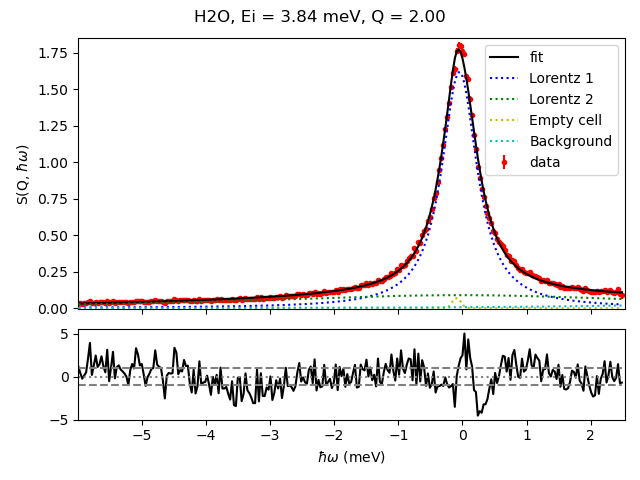 H2O, Ei = 3.84 meV, Q = 2.00
S(Q, ℏω)
1.75
1.50
1.25
1.00
0.75
0.50
0.25
0.00
fit
Lorentz 1
Lorentz 2
Empty cell
Background
data
5
0
−5
−5 −4 −3 −2 −1 0 1 2
ℏω (meV)